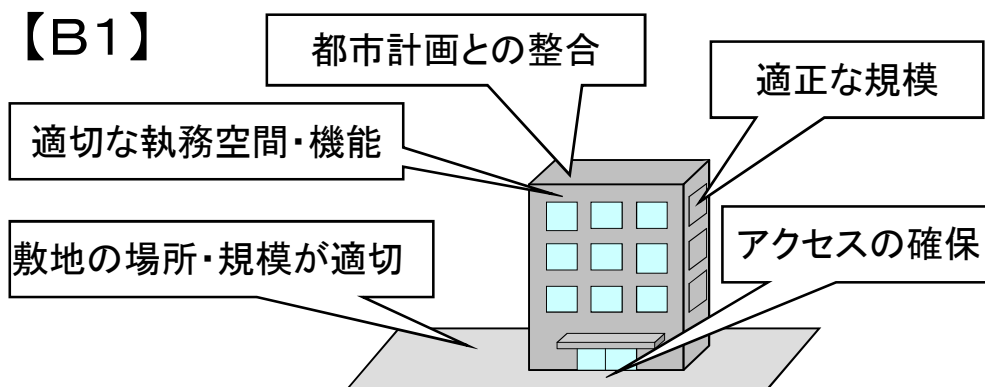 【B1】
都市計画との整合
適正な規模
適切な執務空間・機能
敷地の場所・規模が適切
アクセスの確保